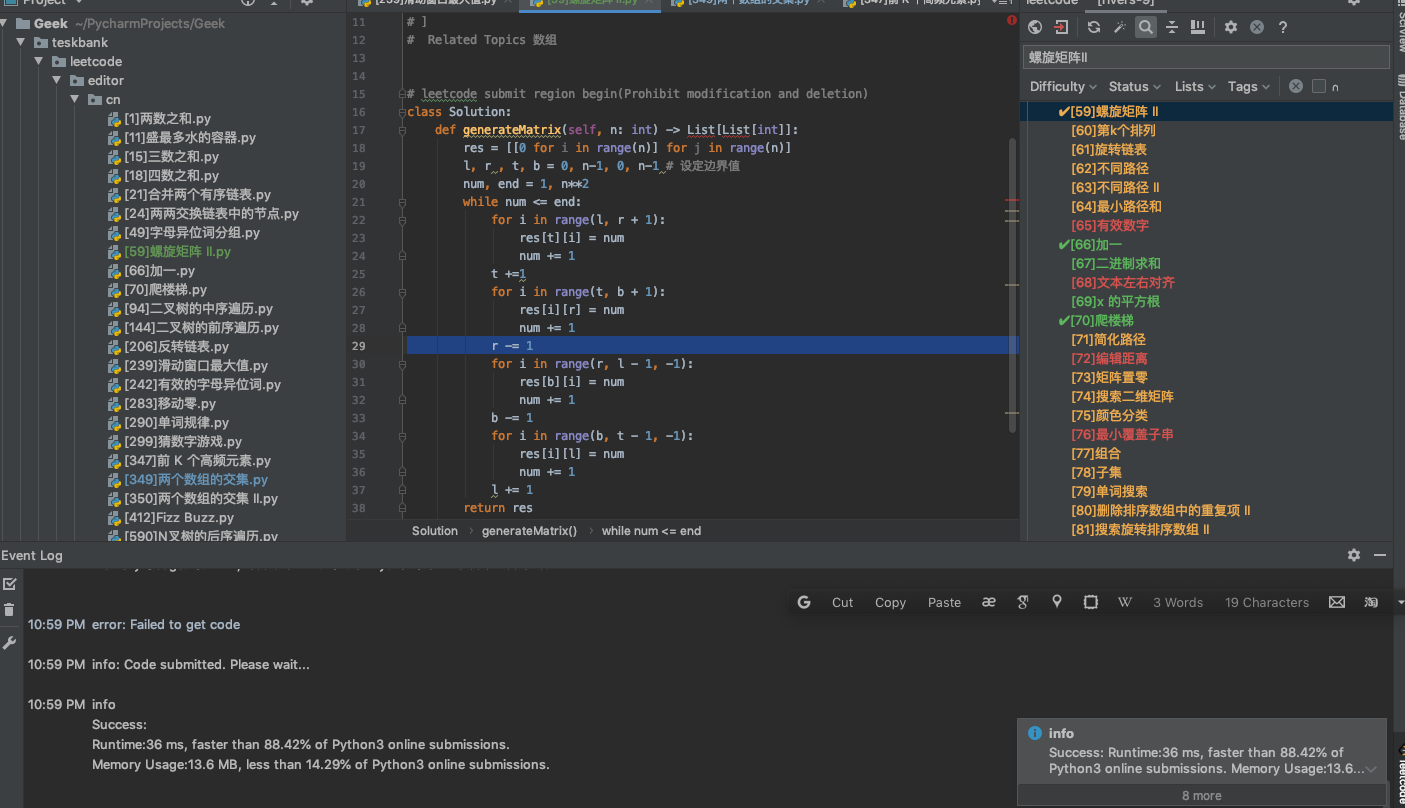 Project
Geek ~/PycharmProjects/Geek
teskbank
leetcode
editor
cn
[1]两数之和.py
[11]盛最多水的容器.py
[15]三数之和.py
[18]四数之和.py
[21]合并两个有序链表.py
[24]两两交换链表中的节点.py
[49]字母异位词分组.py
[59]螺旋矩阵 II.py
[66]加一.py
[70]爬楼梯.py
[94]二叉树的中序遍历.py
[144]二叉树的前序遍历.py
[206]反转链表.py
[239]滑动窗口最大值.py
[242]有效的字母异位词.py
[283]移动零.py
[290]单词规律.py
[299]猜数字游戏.py
[347]前 K 个高频元素.py
[349]两个数组的交集.py
[350]两个数组的交集 II.py
[412]Fizz Buzz.py
[590]N叉树的后序遍历.py
[239]滑动窗口最大值.py
[59]螺旋矩阵 II.py
[349]两个数组的交集.py
[347]前 K 个高频元素.py
11 # ]
12 #  Related Topics 数组
13
14
15 # leetcode submit region begin(Prohibit modification and deletion)
16 class Solution:
17 def generateMatrix(self, n: int) -> List[List[int]]:
18 res = [[0 for i in range(n)] for j in range(n)]
19 l, r , t, b = 0, n-1, 0, n-1 # 设定边界值
20 num, end = 1, n**2
21 while num <= end:
22 for i in range(l, r + 1):
23 res[t][i] = num
24 num += 1
25 t +=1
26 for i in range(t, b + 1):
27 res[i][r] = num
28 num += 1
29 r -= 1
30 for i in range(r, l - 1, -1):
31 res[b][i] = num
32 num += 1
33 b -= 1
34 for i in range(b, t - 1, -1):
35 res[i][l] = num
36 num += 1
37 l += 1
38 return res
Solution > generateMatrix() > while num <= end
leetcode [rivers-9]
螺旋矩阵II
Difficulty Status Lists Tags
✔[59]螺旋矩阵 II
[60]第k个排列
[61]旋转链表
[62]不同路径
[63]不同路径 II
[64]最小路径和
[65]有效数字
✔[66]加一
[67]二进制求和
[68]文本左右对齐
[69]x 的平方根
✔[70]爬楼梯
[71]简化路径
[72]编辑距离
[73]矩阵置零
[74]搜索二维矩阵
[75]颜色分类
[76]最小覆盖子串
[77]组合
[78]子集
[79]单词搜索
[80]删除排序数组中的重复项 II
[81]搜索旋转排序数组 II
SciView
Database
leetcode
Event Log
G Cut Copy Paste æ W 3 Words 19 Characters 淘
10:59 PM error: Failed to get code
10:59 PM info: Code submitted. Please wait...
10:59 PM info
Success:
Runtime:36 ms, faster than 88.42% of Python3 online submissions.
Memory Usage:13.6 MB, less than 14.29% of Python3 online submissions.
info
Success: Runtime:36 ms, faster than 88.42% of
Python3 online submissions. Memory Usage:13.6...
8 more